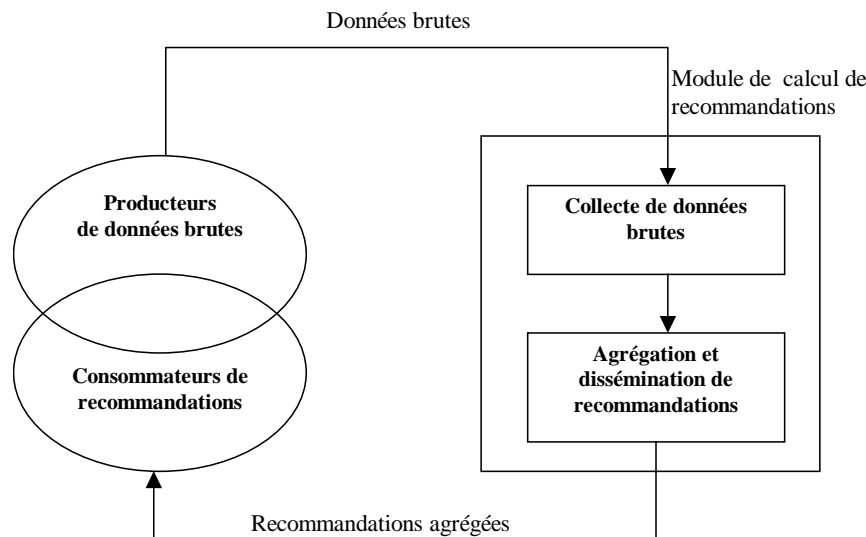 Données brutes
Module de calcul de
recommandations
Producteurs
de données brutes
Collecte de données
brutes
Consommateurs de
recommandations
Agrégation et
dissémination de
recommandations
Recommandations agrégées